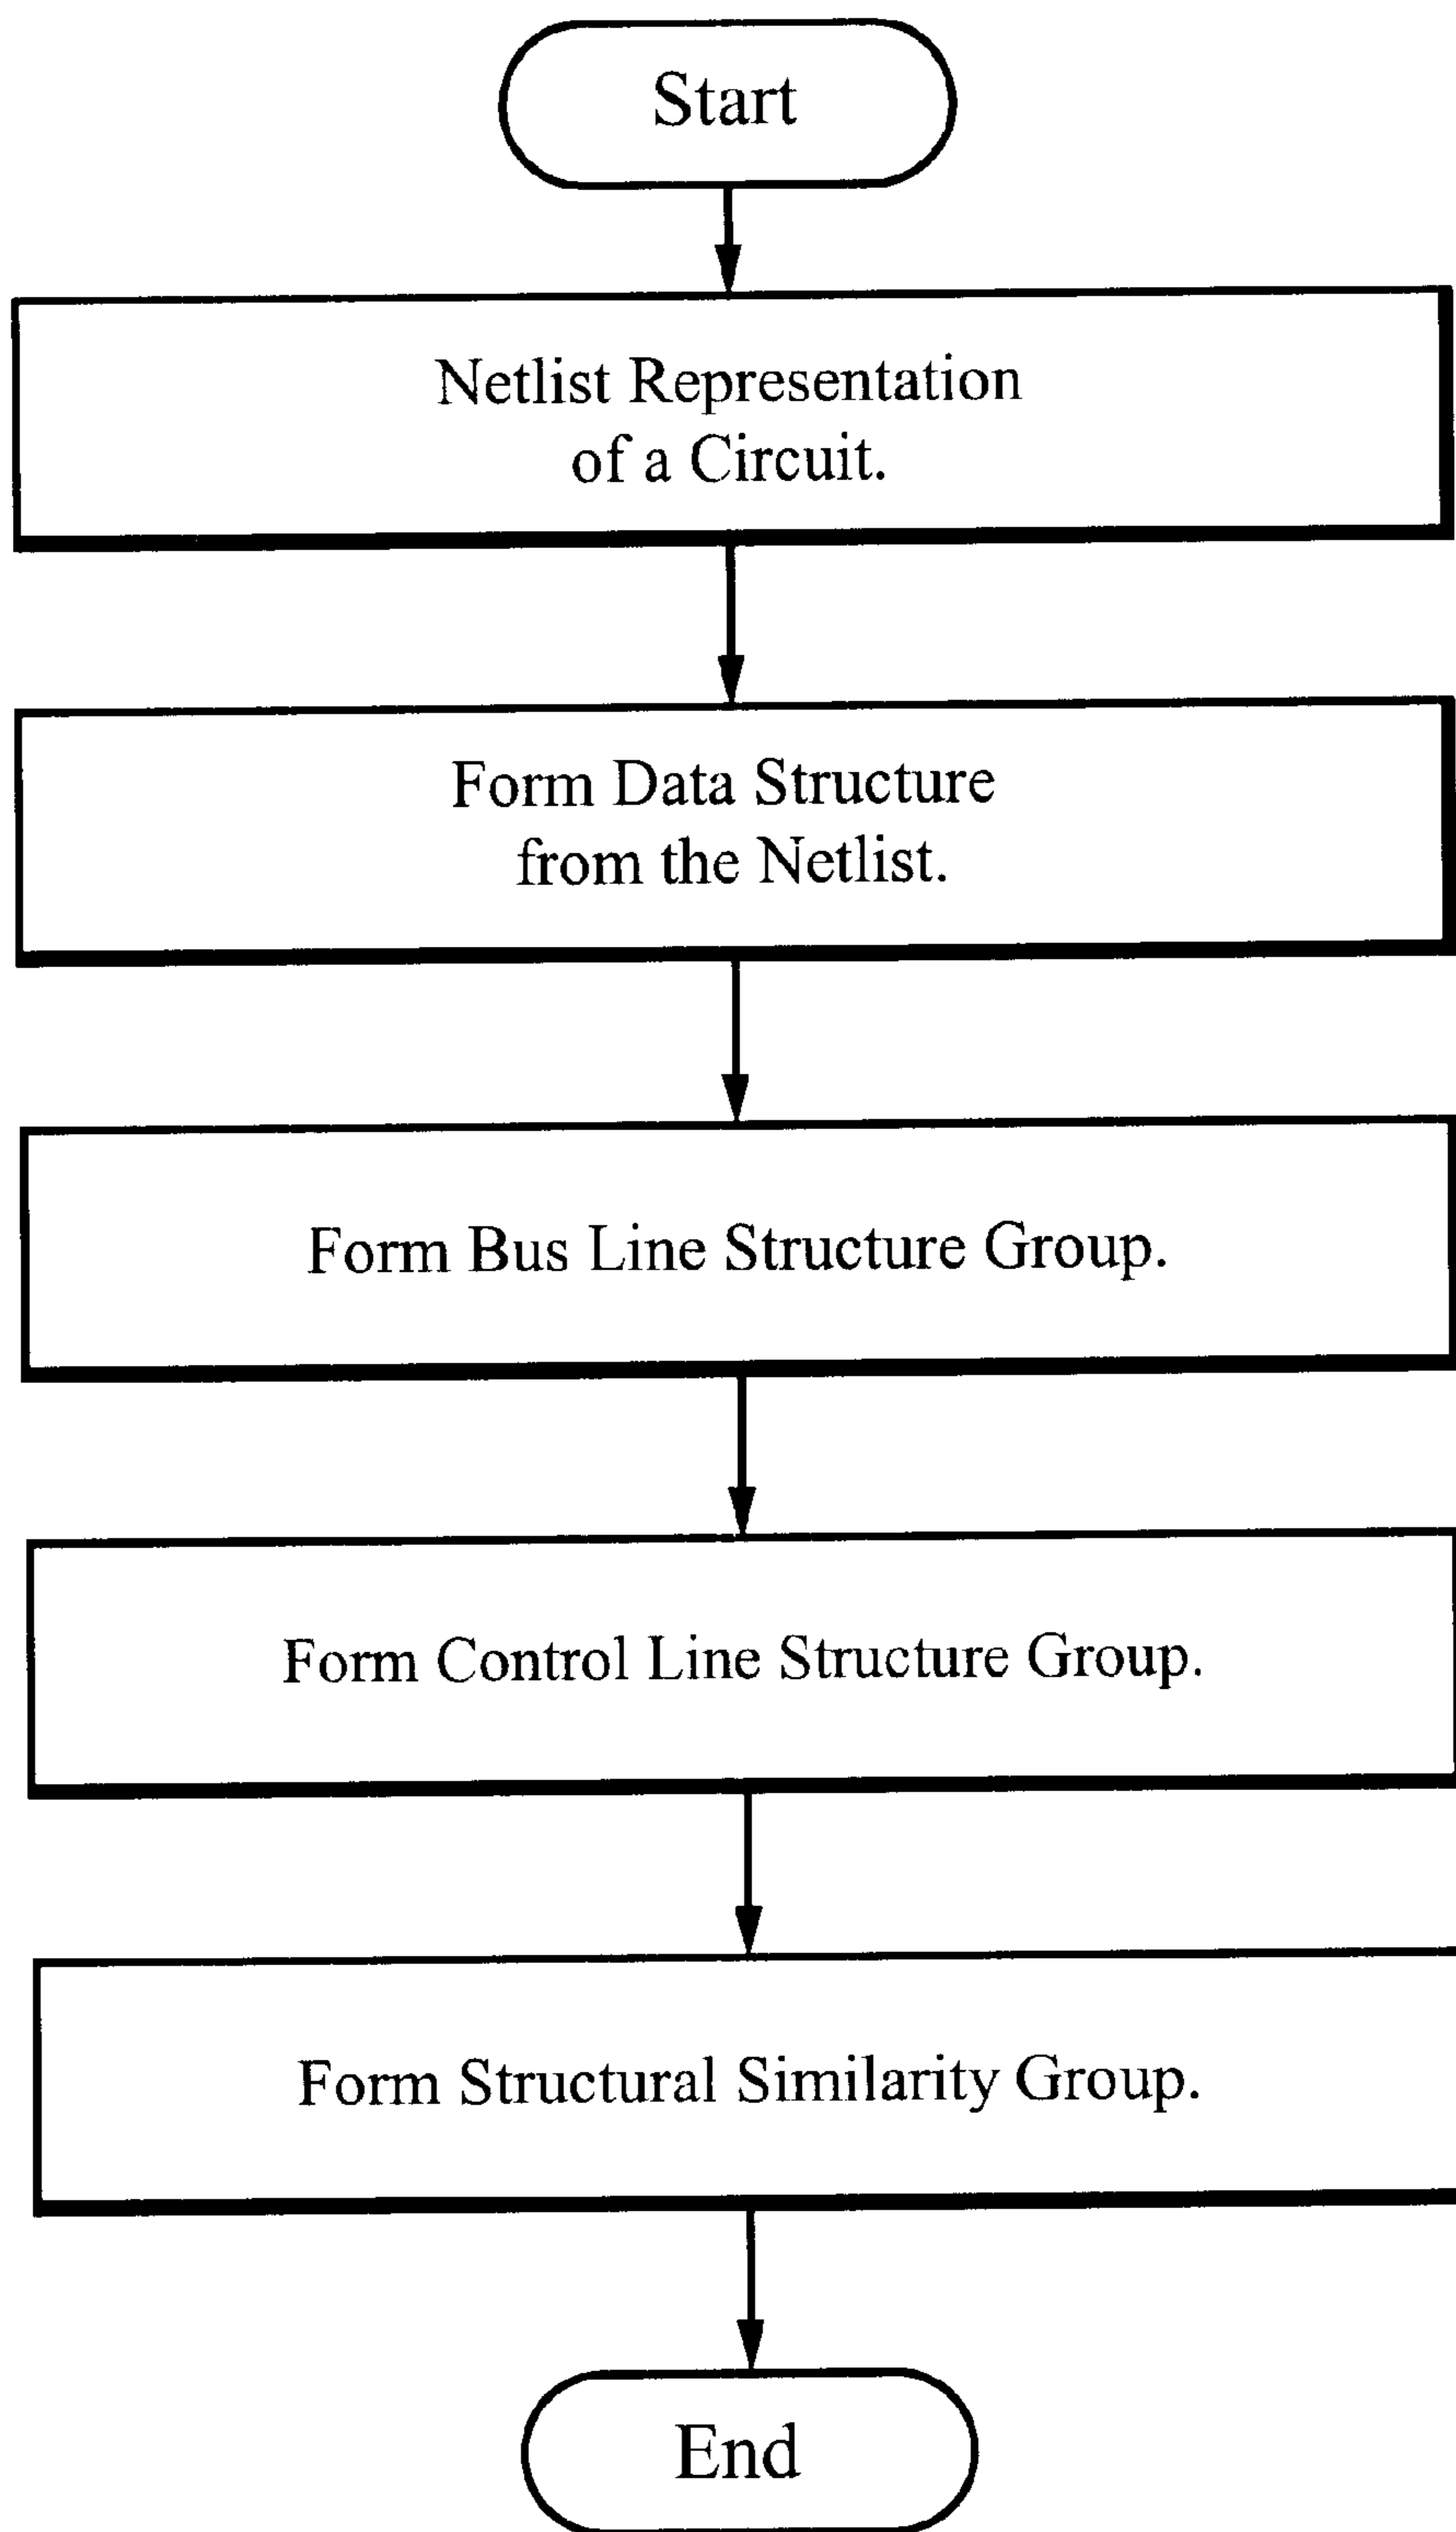 Start
Netlist Representation
of a Circuit.
Form Data Structure
from the Netlist.
Form Bus Line Structure Group.
Form Control Line Structure Group.
Form Structural Similarity Group.
End